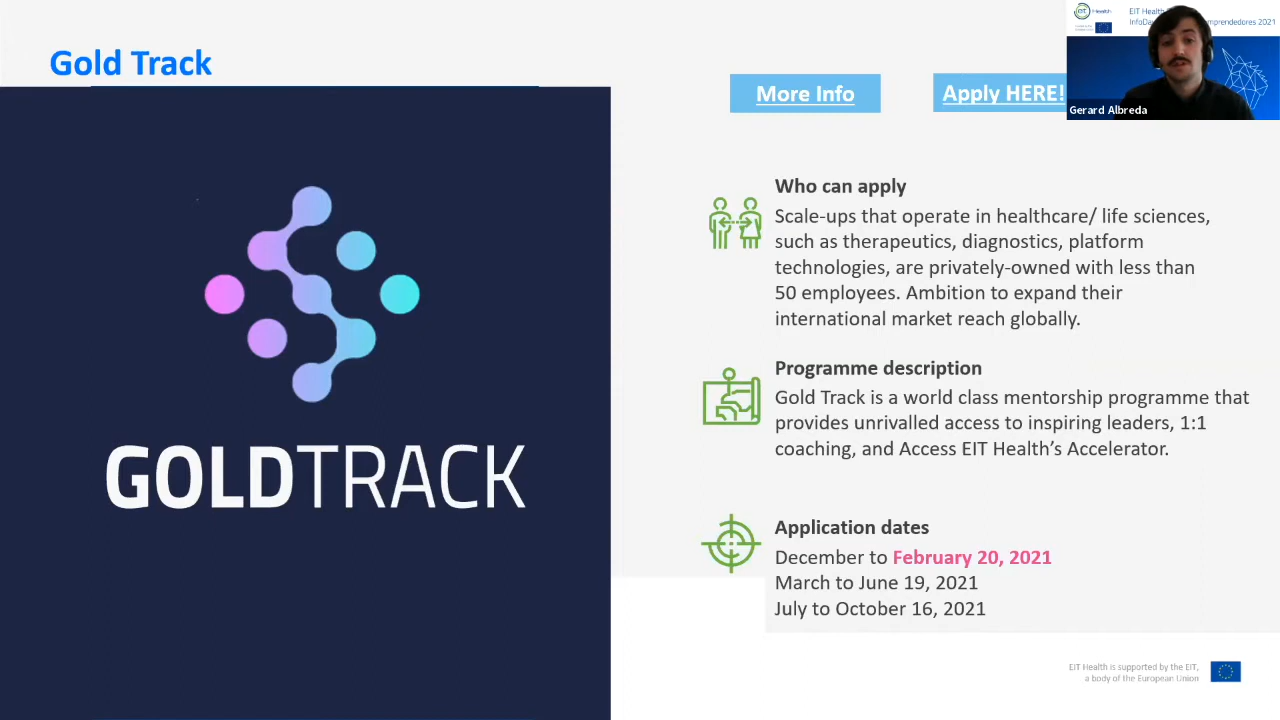 Gold Track
More Info
Apply HERE!
EIT Health
InfoDa
mprendedores 2021
Gerard Albreda
GOLDTRACK
Who can apply
Scale-ups that operate in healthcare/ life sciences,
such as therapeutics, diagnostics, platform
technologies, are privately-owned with less than
50 employees. Ambition to expand their
international market reach globally.
Programme description
Gold Track is a world class mentorship programme that
provides unrivalled access to inspiring leaders, 1:1
coaching, and Access EIT Health’s Accelerator.
Application dates
December to February 20, 2021
March to June 19, 2021
July to October 16, 2021
EIT Health is supported by the EIT,
a body of the European Union